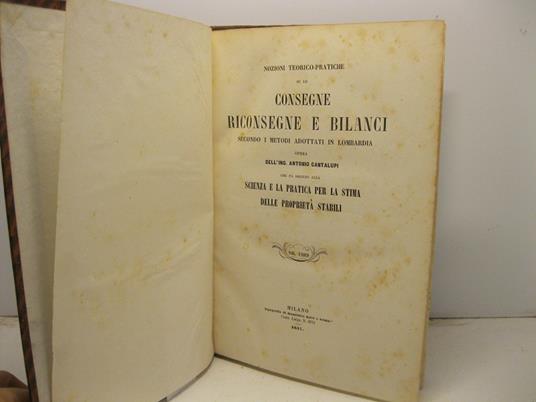 NOZIONI TEORICO-PRATICHE
SU LE
CONSEGNE
RICONSEGNE E BILANCI
SECONDO I METODI ADOTTATI IN LOMBARDIA
OPERA
DELL'ING. ANTONIO CANTALUPI
CHE FA SEGUITO ALLA
SCIENZA E LA PRATICA PER LA STIMA
DELLE PROPRIETÀ STABILI
MILANO